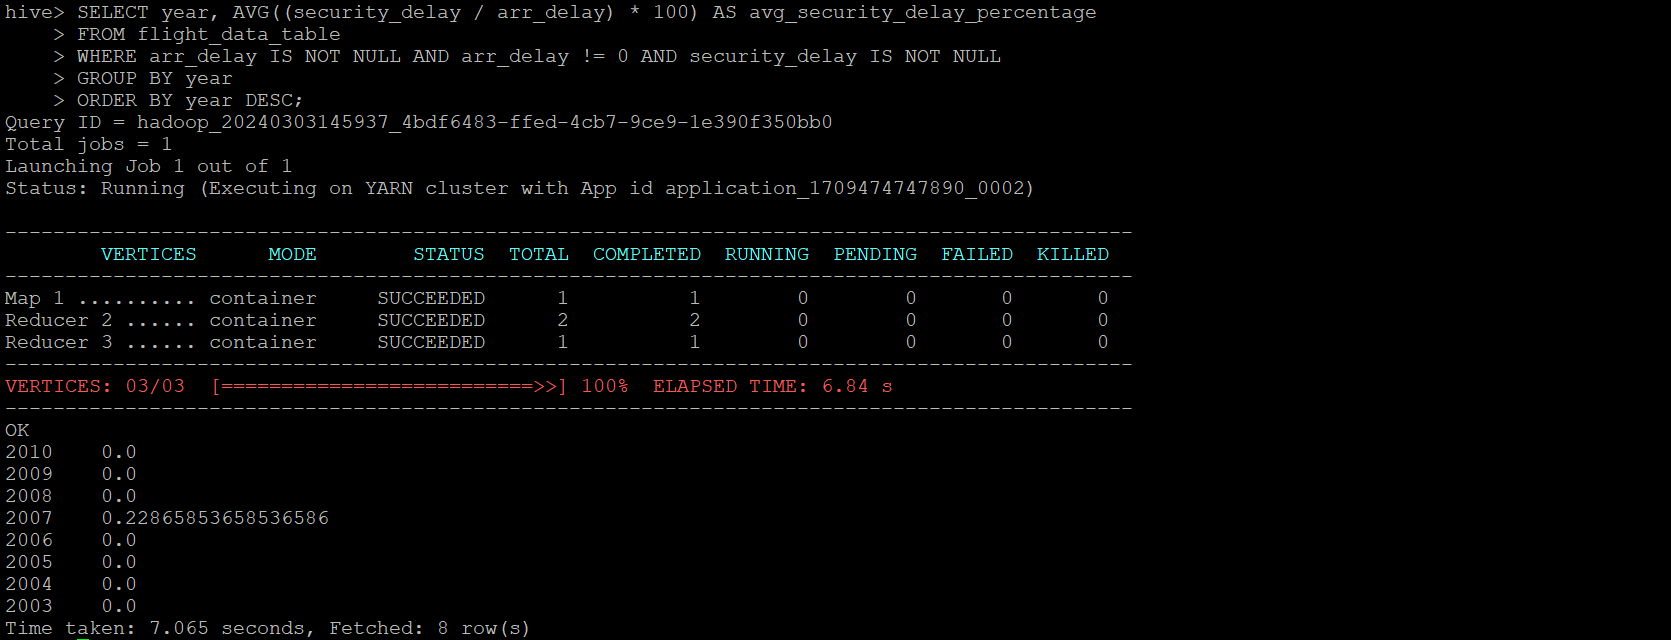 hive> SELECT year, AVG((security_delay / arr_delay) * 100) AS avg_security_delay_percentage
    > FROM flight_data_table
    > WHERE arr_delay IS NOT NULL AND arr_delay != 0 AND security_delay IS NOT NULL
    > GROUP BY year
    > ORDER BY year DESC;
Query ID = hadoop_20240303145937_4bdf6483-ffed-4cb7-9ce9-1e390f350bb0
Total jobs = 1
Launching Job 1 out of 1
Status: Running (Executing on YARN cluster with App id application_1709474747890_0002)

----------------------------------------------------------------------------------------------
        VERTICES      MODE        STATUS  TOTAL  COMPLETED  RUNNING  PENDING  FAILED  KILLED
----------------------------------------------------------------------------------------------
Map 1 .......... container     SUCCEEDED      1          1        0        0       0       0
Reducer 2 ...... container     SUCCEEDED      2          2        0        0       0       0
Reducer 3 ...... container     SUCCEEDED      1          1        0        0       0       0
----------------------------------------------------------------------------------------------
VERTICES: 03/03  [==========================>>] 100%  ELAPSED TIME: 6.84 s
----------------------------------------------------------------------------------------------
OK
2010    0.0
2009    0.0
2008    0.0
2007    0.22865853658536586
2006    0.0
2005    0.0
2004    0.0
2003    0.0
Time taken: 7.065 seconds, Fetched: 8 row(s)